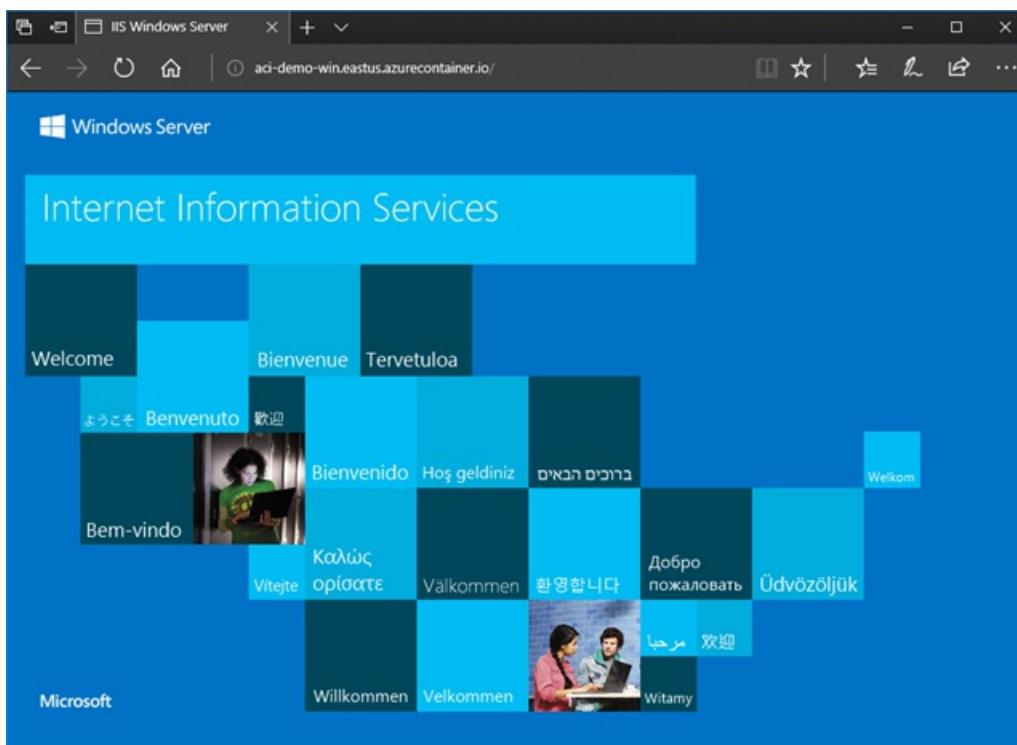 IIS Windows Server
aci-demo-win.eastus.azurecontainer.io/
Windows Server
Internet Information Services
Welcome
Bienvenue
Tervetuloa
ようこそ
Benvenuto
歡迎
Bienvenido
Hoş geldiniz
ברוכים הבאים
Welkom
Bem-vindo
Vítejte
Καλώς
ορίσατε
Välkommen
환영합니다
Добро
пожаловать
Üdvözöljük
مرحبا
欢迎
Willkommen
Velkommen
Witamy
Microsoft